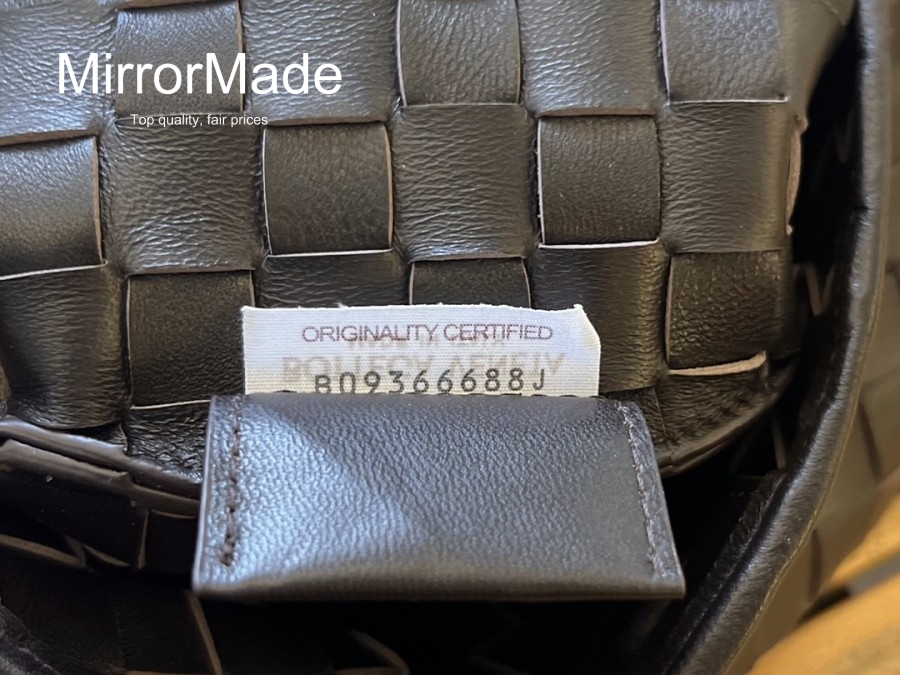 MirrorMade
Top quality, fair prices
ORIGINALITY CERTIFIED
B09366688J